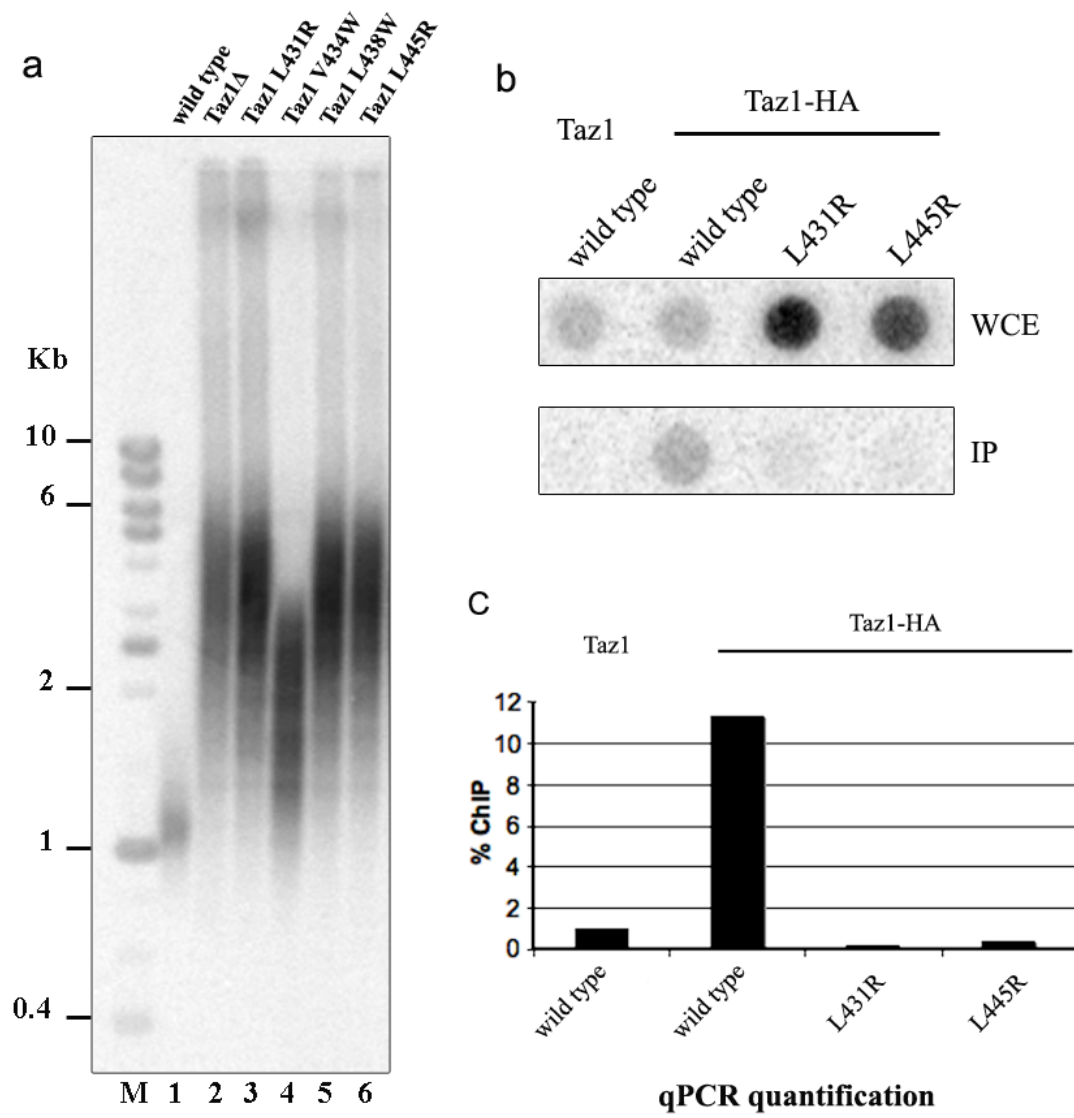 a
wild type
Taz1Δ
Taz1 L431R
Taz1 V434W
Taz1 L438W
Taz1 L445R
Kb
10
6
2
1
0.4
M 1 2 3 4 5 6
b
Taz1 Taz1-HA
wild type wild type L431R L445R
WCE
IP
C
Taz1 Taz1-HA
% ChIP
12
10
8
6
4
2
0
wild type wild type L431R L445R
qPCR quantification